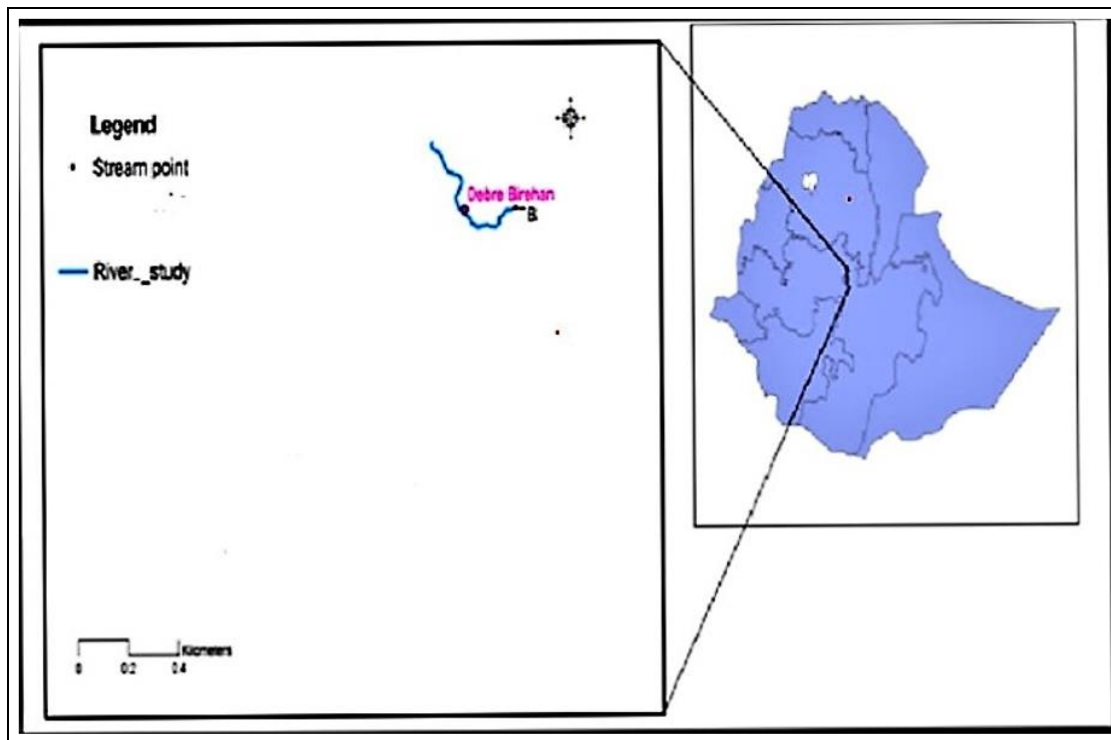 Legend
Stream point
Debre Birehan
B
River_study
Kilometers
0 0.2 0.4